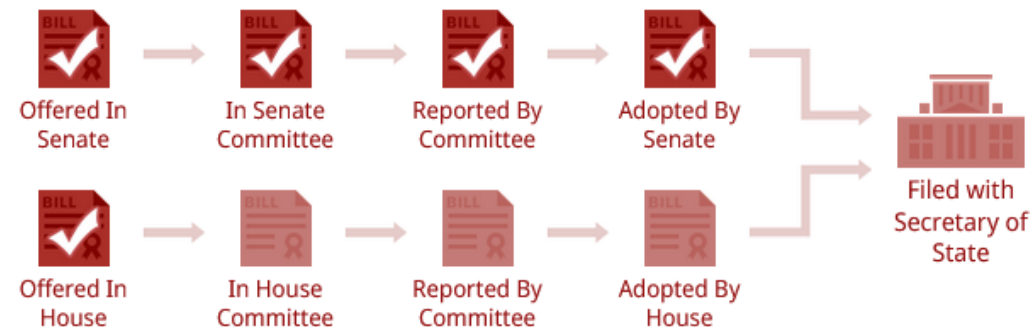 BILL
BILL
BILL
BILL
Offered In
Senate
In Senate
Committee
Reported By
Committee
Adopted By
Senate
Filed with
Secretary of
State
BILL
BILL
BILL
BILL
Offered In
House
In House
Committee
Reported By
Committee
Adopted By
House